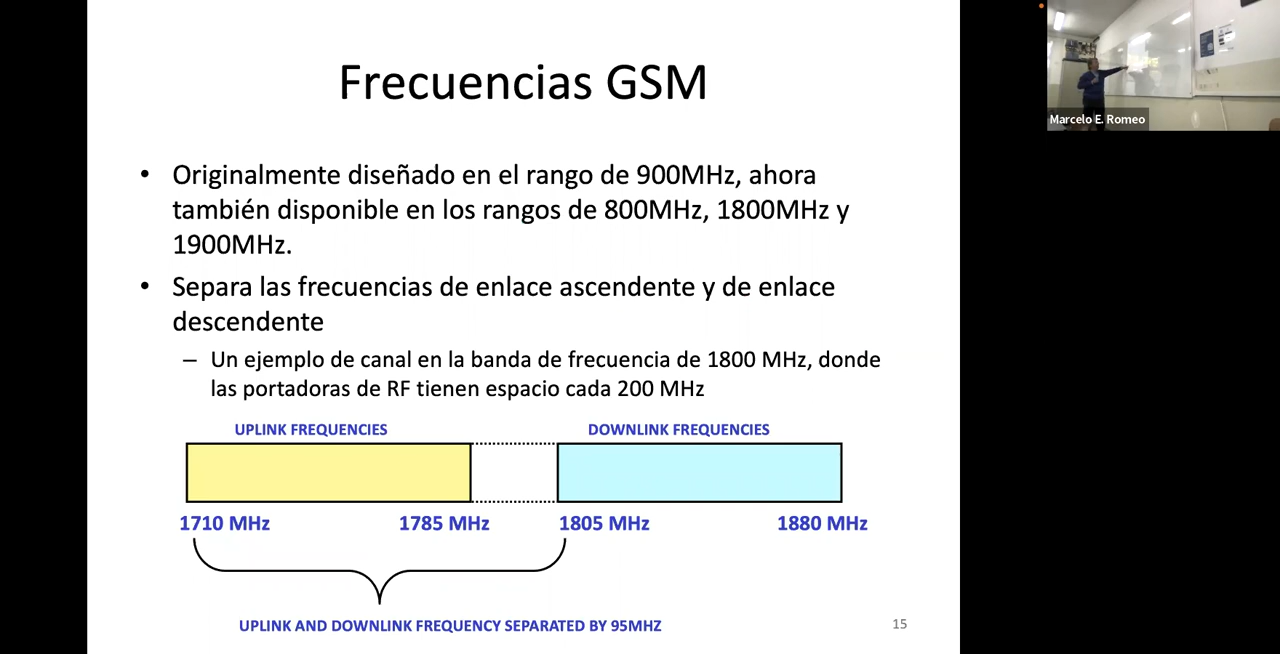 Frecuencias GSM
• Originalmente diseñado en el rango de 900MHz, ahora
también disponible en los rangos de 800MHz, 1800MHz y
1900MHz.
• Separa las frecuencias de enlace ascendente y de enlace
descendente
– Un ejemplo de canal en la banda de frecuencia de 1800 MHz, donde
las portadoras de RF tienen espacio cada 200 MHz
UPLINK FREQUENCIES DOWNLINK FREQUENCIES
1710 MHz 1785 MHz 1805 MHz 1880 MHz
UPLINK AND DOWNLINK FREQUENCY SEPARATED BY 95MHZ
15
Marcelo E. Romeo